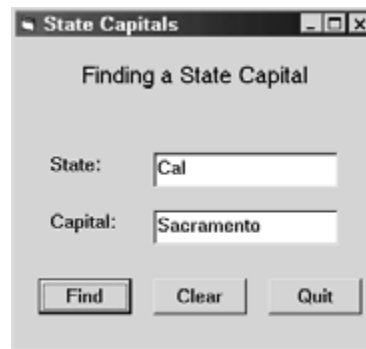 State Capitals
Finding a State Capital
State: Cal
Capital: Sacramento
Find Clear Quit